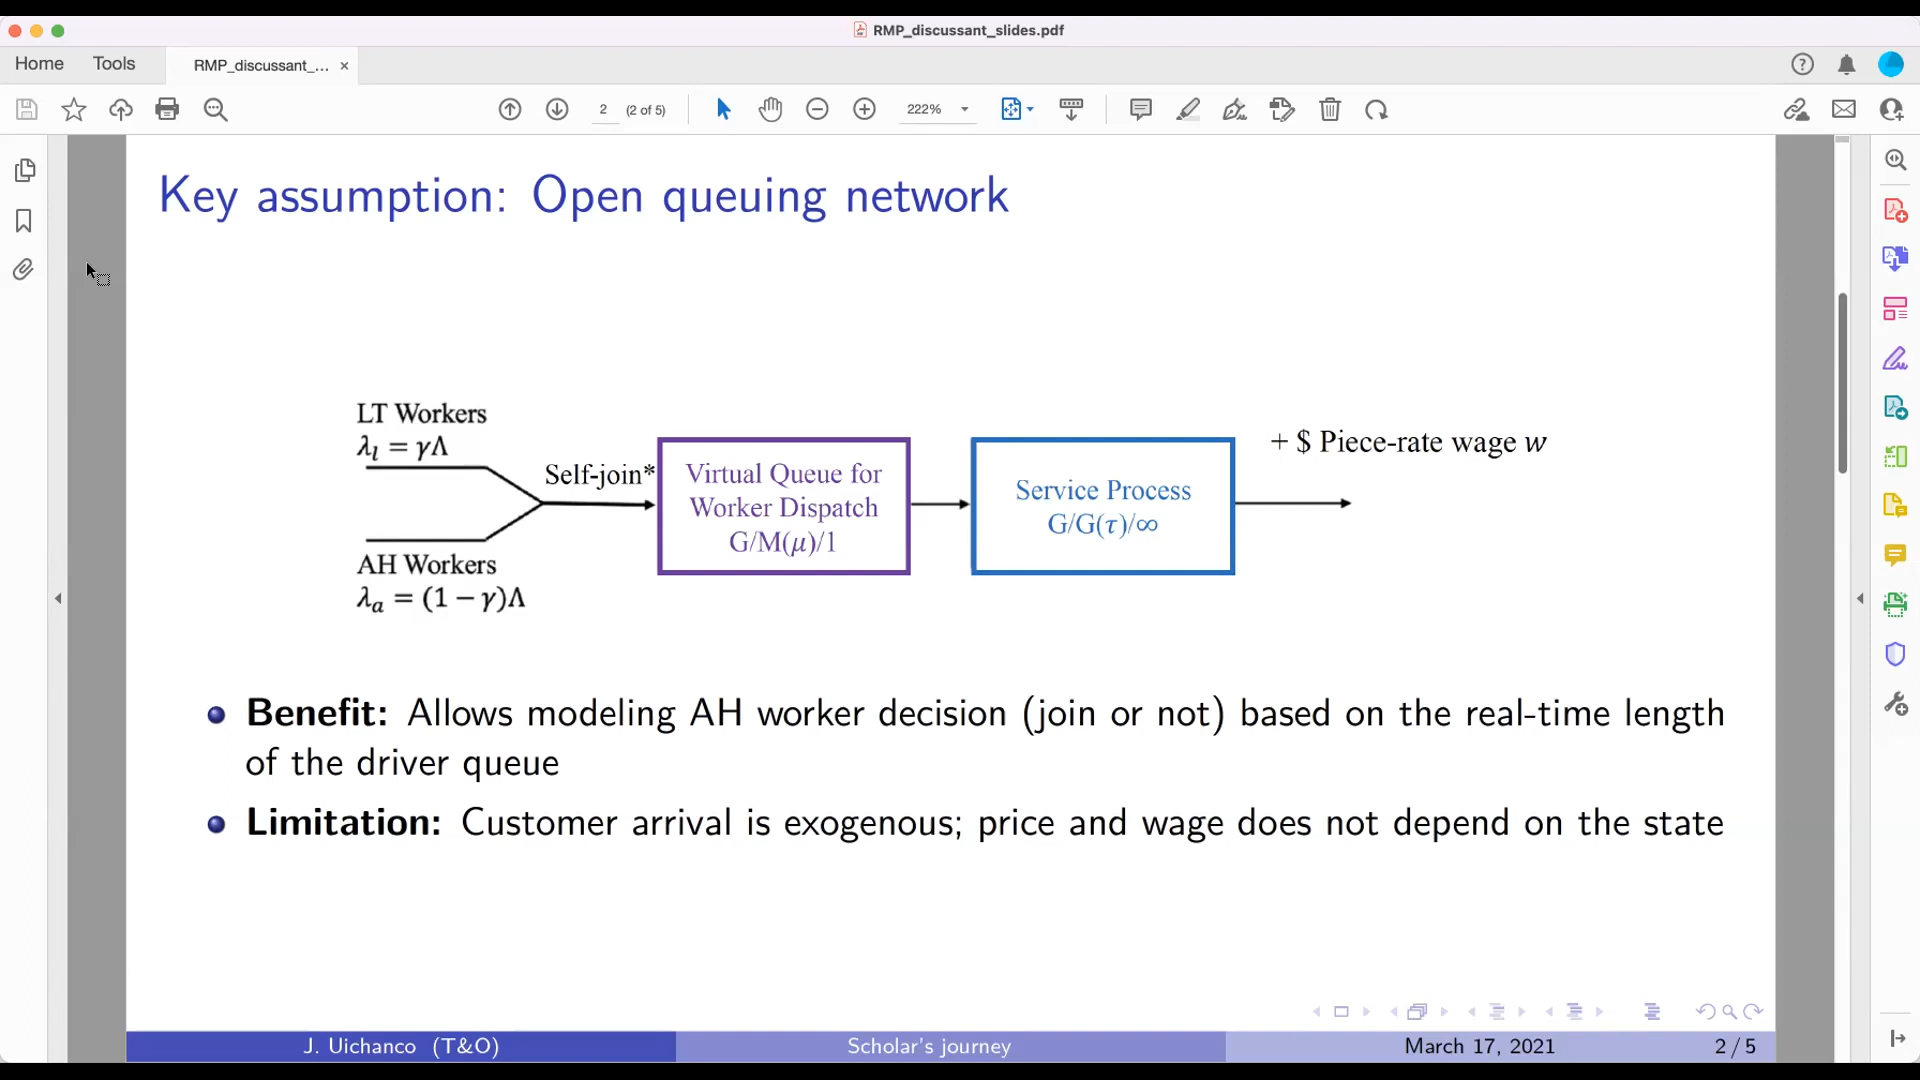 RMP_discussant_slides.pdf
Home Tools RMP_discussant_... ×
2 (2 of 5) 222%
Key assumption: Open queuing network
LT Workers
λ_l = γΛ
Self-join*
AH Workers
λ_a = (1 − γ)Λ
Virtual Queue for
Worker Dispatch
G/M(μ)/1
Service Process
G/G(τ)/∞
+ $ Piece-rate wage w
Benefit: Allows modeling AH worker decision (join or not) based on the real-time length
of the driver queue
Limitation: Customer arrival is exogenous; price and wage does not depend on the state
J. Uichanco (T&O) Scholar's journey March 17, 2021 2 / 5